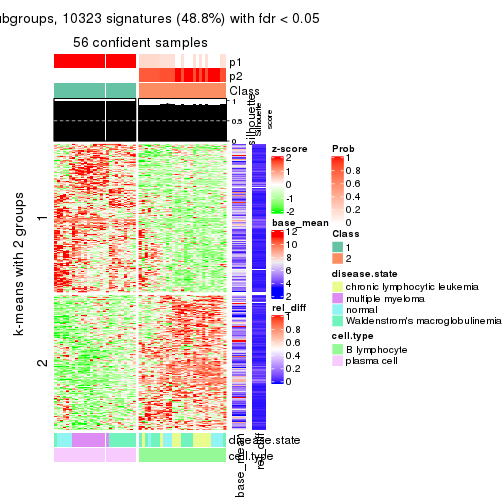 ubgroups, 10323 signatures (48.8%) with fdr < 0.05
56 confident samples
p1
p2
Class
1
0.5
0
silhouette
Silhouette
score
k-means with 2 groups
1
2
disease.state
cell.type
base_mean
rel_diff
z-score
2
1
0
-1
-2
base_mean
12
10
8
6
4
2
rel_diff
1
0.8
0.6
0.4
0.2
0
Prob
1
0.8
0.6
0.4
0.2
0
Class
1
2
disease.state
chronic lymphocytic leukemia
multiple myeloma
normal
Waldenstrom's macroglobulinemia
cell.type
B lymphocyte
plasma cell